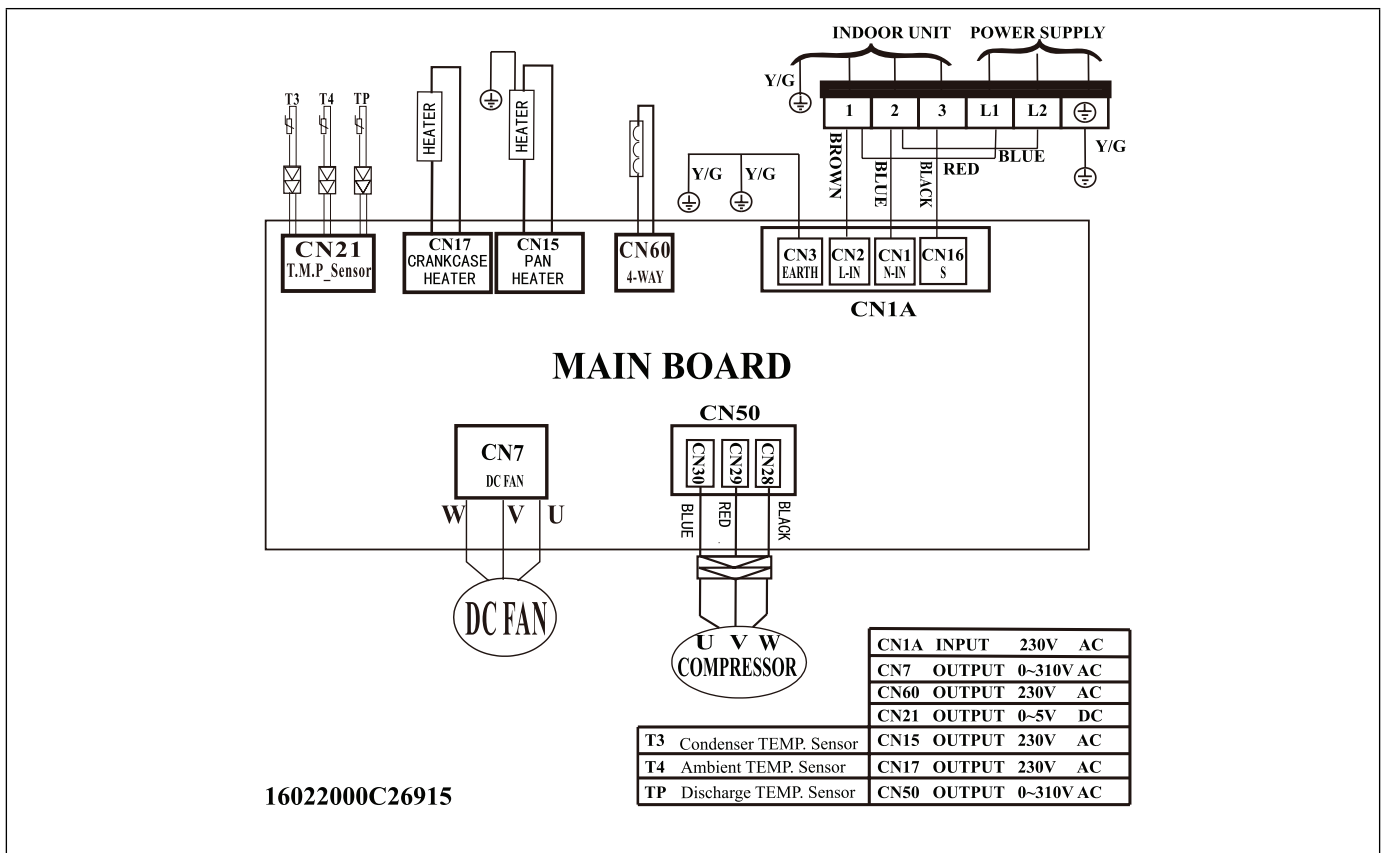 INDOOR UNIT POWER SUPPLY
Y/G
1 2 3 L1 L2
BROWN
BLUE
BLACK
RED
BLUE
Y/G
T3 T4 TP
HEATER
HEATER
Y/G Y/G
CN21
T.M.P_Sensor
CN17
CRANKCASE
HEATER
CN15
PAN
HEATER
CN60
4-WAY
CN3
EARTH
CN2
L-IN
CN1
N-IN
CN16
S
CN1A
MAIN BOARD
CN7
DC FAN
W V U
DC FAN
CN50
CN30
CN29
CN28
BLUE
RED
BLACK
U V W
COMPRESSOR
CN1A INPUT 230V AC
CN7 OUTPUT 0~310V AC
CN60 OUTPUT 230V AC
CN21 OUTPUT 0~5V DC
T3 Condenser TEMP. Sensor CN15 OUTPUT 230V AC
T4 Ambient TEMP. Sensor CN17 OUTPUT 230V AC
TP Discharge TEMP. Sensor CN50 OUTPUT 0~310V AC
16022000C26915